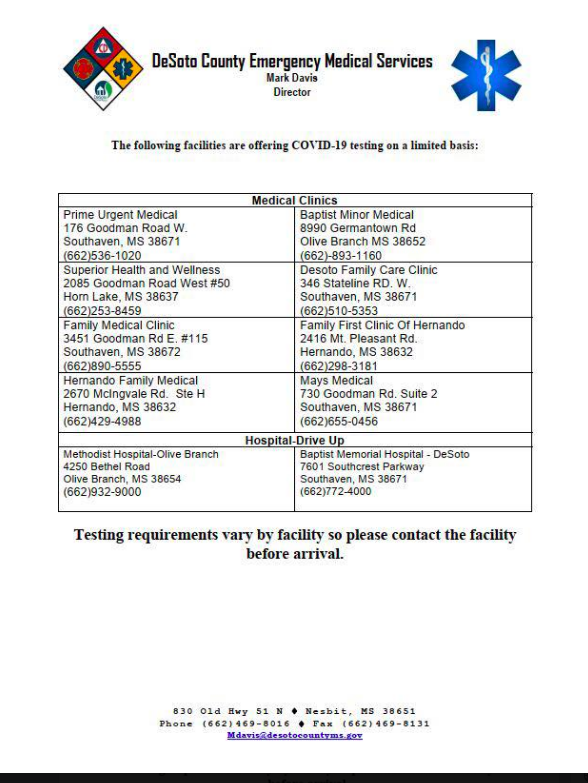 DeSoto County Emergency Medical Services
Mark Davis
Director
The following facilities are offering COVID-19 testing on a limited basis:
Medical Clinics
Prime Urgent Medical
176 Goodman Road W.
Southaven, MS 38671
(662)536-1020
Baptist Minor Medical
8990 Germantown Rd
Olive Branch MS 38652
(662)-893-1160
Superior Health and Wellness
2085 Goodman Road West #50
Horn Lake, MS 38637
(662)253-8459
Desoto Family Care Clinic
346 Stateline RD. W.
Southaven, MS 38671
(662)510-5353
Family Medical Clinic
3451 Goodman Rd E. #115
Southaven, MS 38672
(662)890-5555
Family First Clinic Of Hernando
2416 Mt. Pleasant Rd.
Hernando, MS 38632
(662)298-3181
Hernando Family Medical
2670 McIngvale Rd. Ste H
Hernando, MS 38632
(662)429-4988
Mays Medical
730 Goodman Rd. Suite 2
Southaven, MS 38671
(662)655-0456
Hospital-Drive Up
Methodist Hospital-Olive Branch
4250 Bethel Road
Olive Branch, MS 38654
(662)932-9000
Baptist Memorial Hospital - DeSoto
7601 Southcrest Parkway
Southaven, MS 38671
(662)772-4000
Testing requirements vary by facility so please contact the facility
before arrival.
830 Old Hwy 51 N ♦ Nesbit, MS 38651
Phone (662)469-8016 ♦ Fax (662)469-8131
Mdavis@desotocountyms.gov